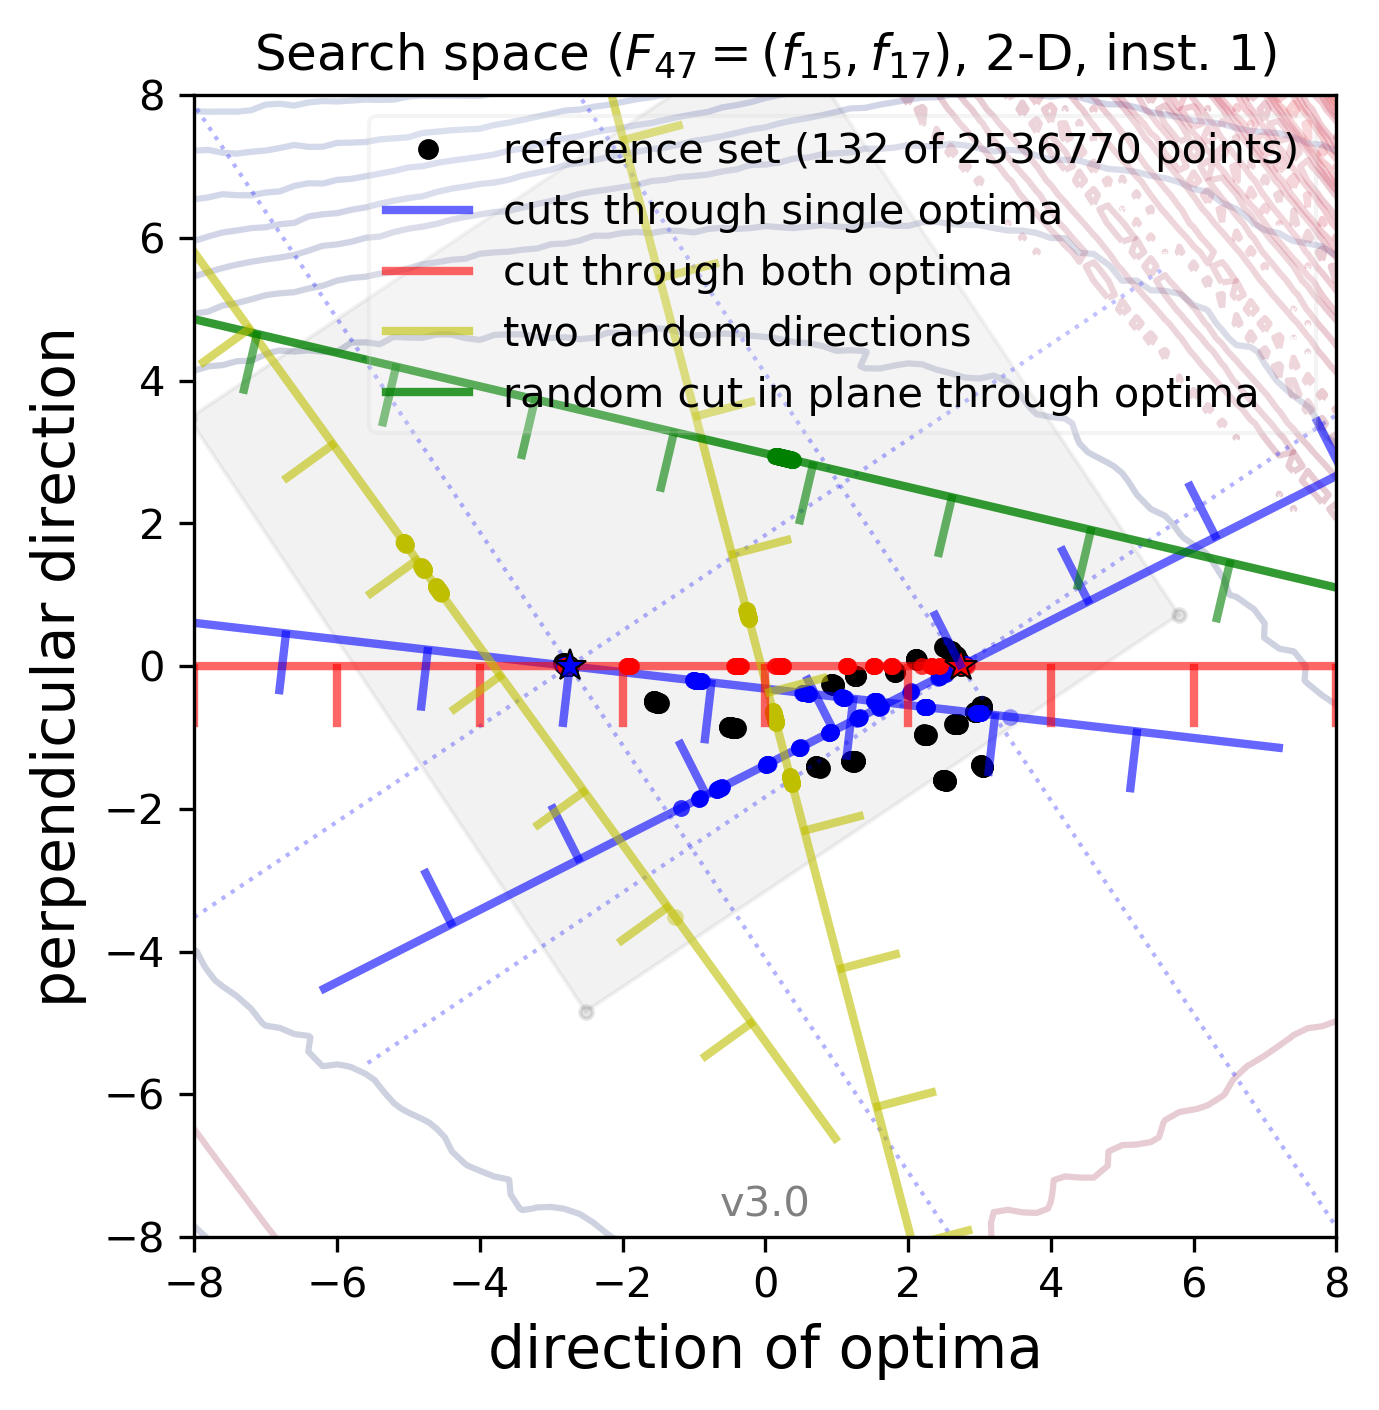 Search space (F₄₇ = (f₁₅, f₁₇), 2-D, inst. 1)
reference set (132 of 2536770 points)
cuts through single optima
cut through both optima
two random directions
random cut in plane through optima
8
6
4
2
0
−2
−4
−6
−8
perpendicular direction
v3.0
−8 −6 −4 −2 0 2 4 6 8
direction of optima